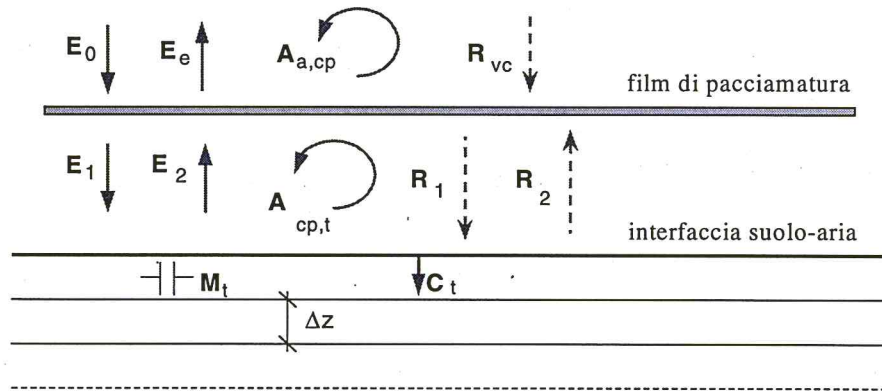 E0 Ee Aa,cp Rvc
film di pacciamatura
E1 E2 A cp,t R1 R2
interfaccia suolo-aria
Mt Ct
Δz